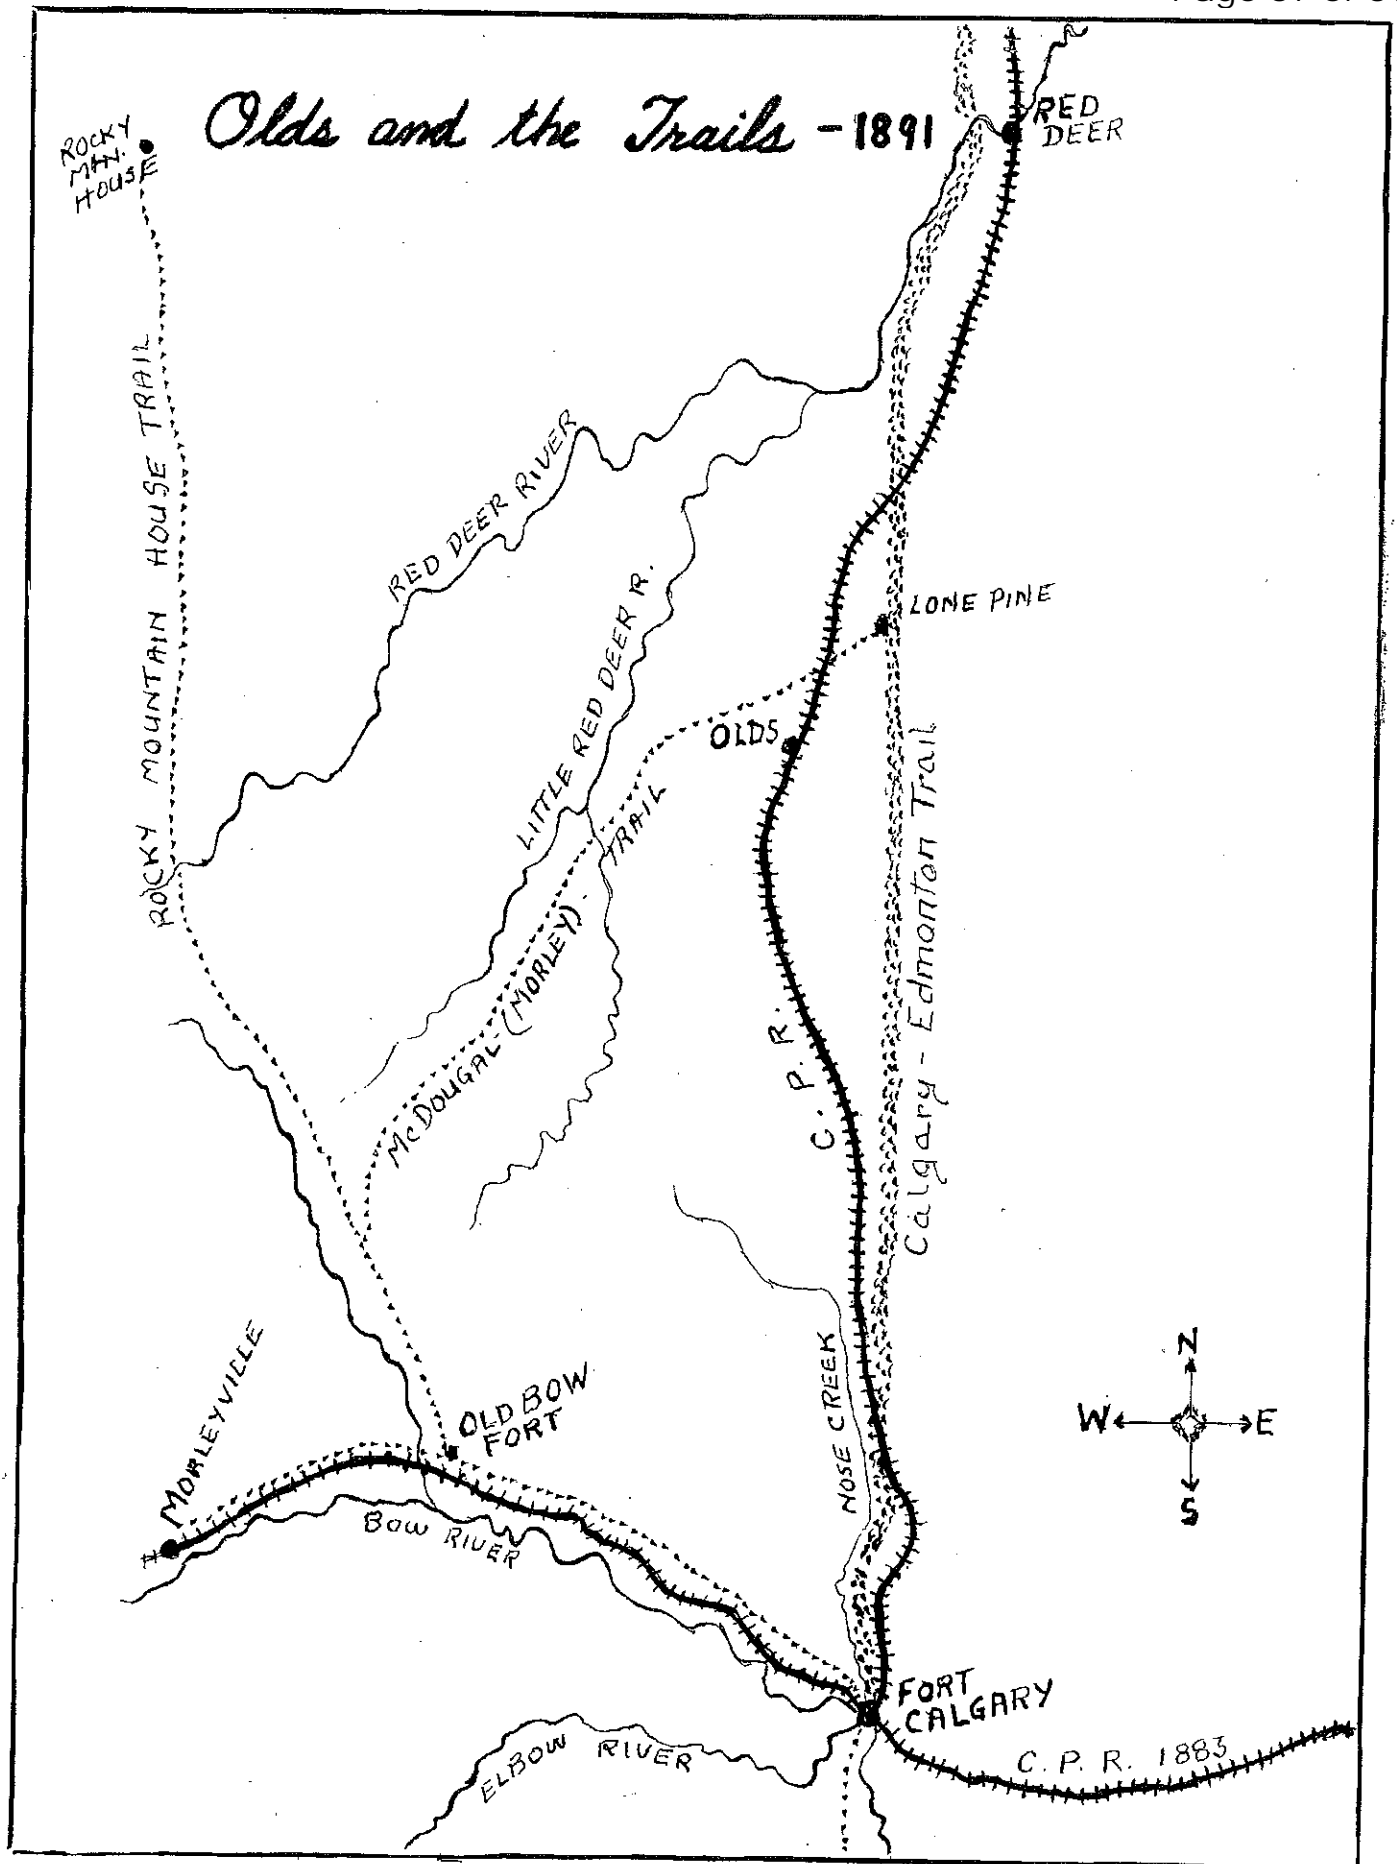 Olds and the Trails - 1891
ROCKY
MTN.
HOUSE
RED
DEER
ROCKY MOUNTAIN HOUSE TRAIL
RED DEER RIVER
LITTLE RED DEER R.
LONE PINE
OLDS
McDOUGAL - (MORLEY) - TRAIL
C. P. R.
Calgary - Edmonton Trail
MORLEYVILLE
OLD BOW
FORT
BOW RIVER
NOSE CREEK
N
W E
S
FORT
CALGARY
ELBOW RIVER
C. P. R. 1883